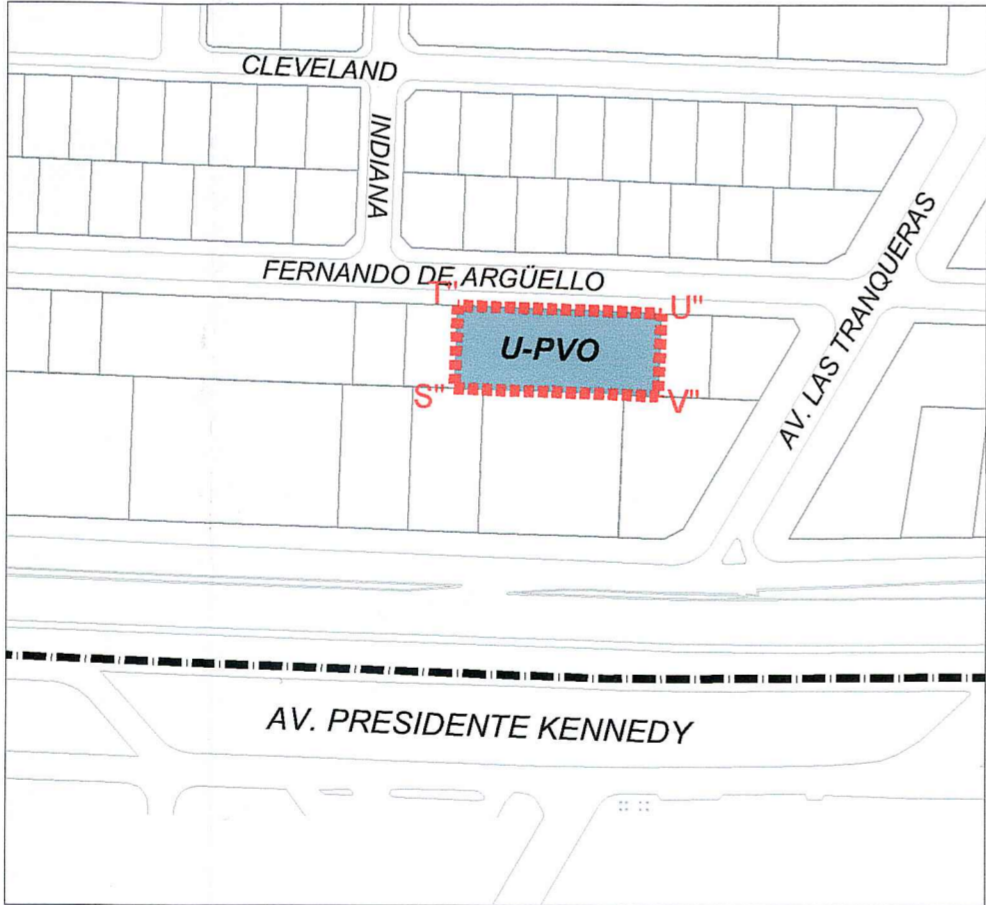 CLEVELAND
INDIANA
FERNANDO DE ARGÜELLO
T" U"
U-PVO
S" V"
AV. LAS TRANQUERAS
AV. PRESIDENTE KENNEDY